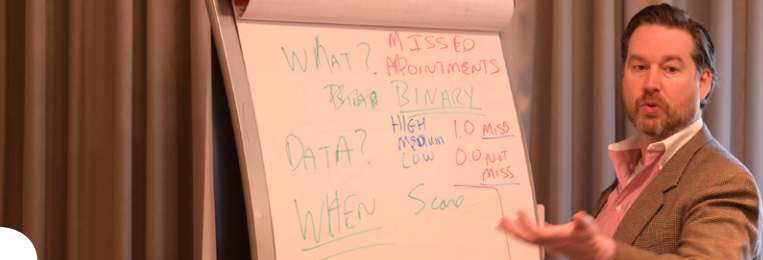 WHAT? MISSED
APPOINTMENTS
BINARY
HIGH 1.0 MISS
MEDIUM
DATA? LOW 0.0 NOT
MISS
WHEN Score